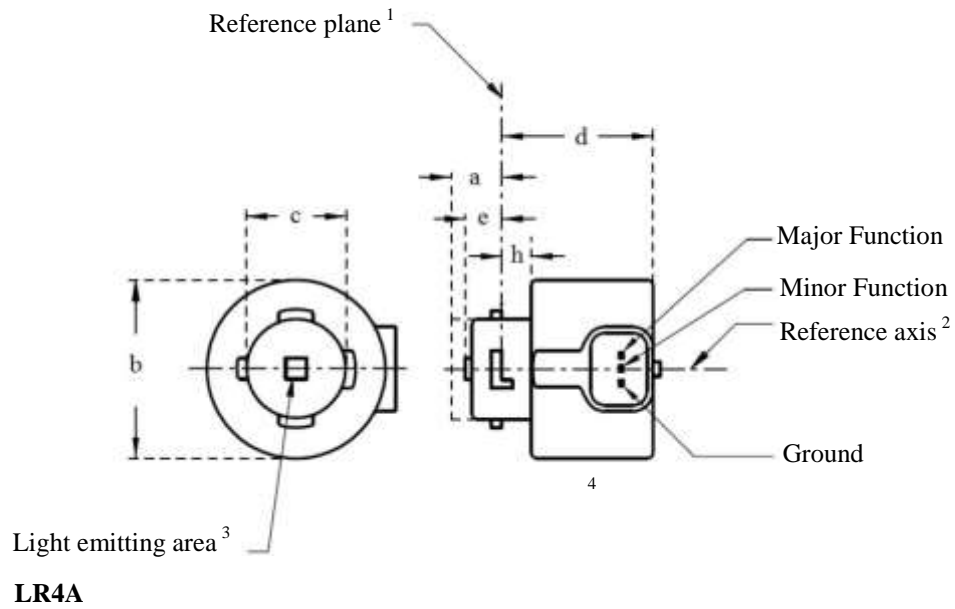 Reference plane 1
d
a
c
e
h
Major Function
Minor Function
Reference axis 2
b
Ground
4
Light emitting area 3
LR4A